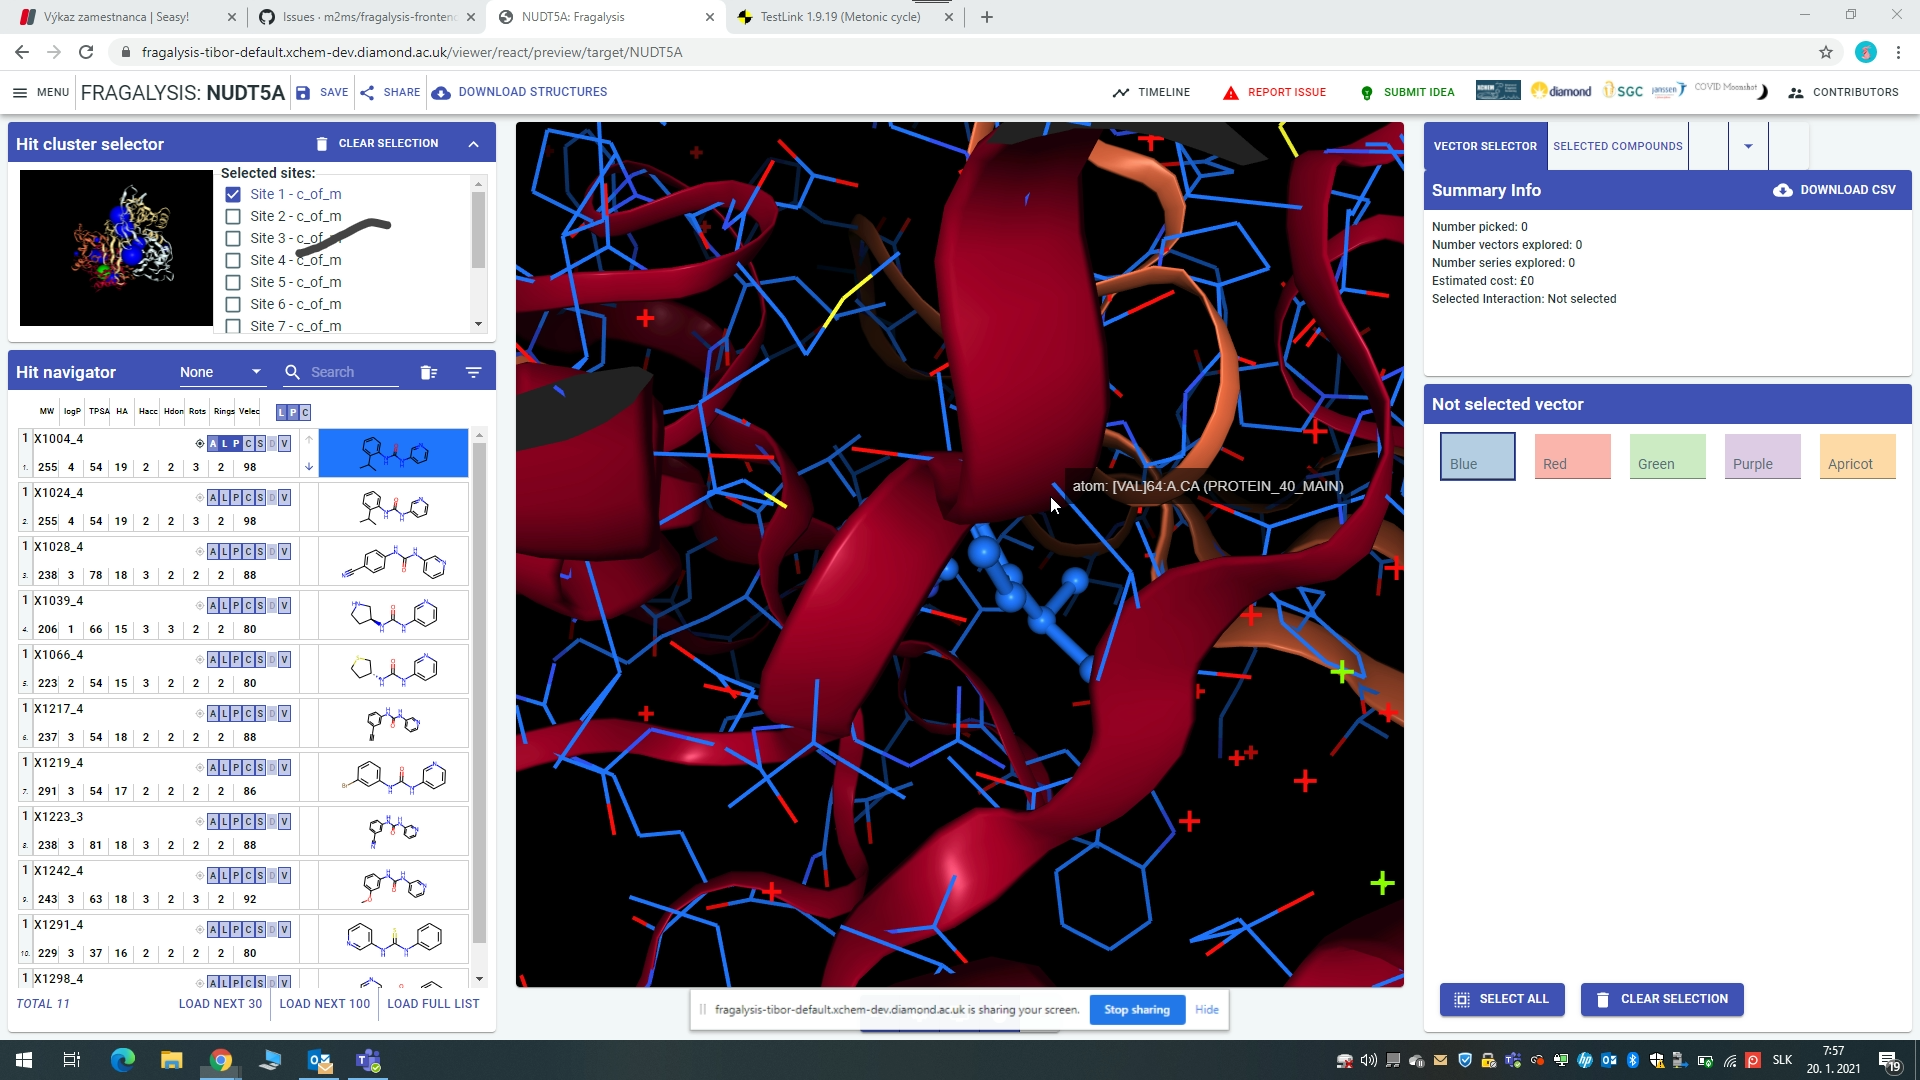 Výkaz zamestnanca | Seasy!
Issues · m2ms/fragalysis-frontend
NUDT5A: Fragalysis
TestLink 1.9.19 (Metonic cycle)
fragalysis-tibor-default.xchem-dev.diamond.ac.uk/viewer/react/preview/target/NUDT5A
MENU
FRAGALYSIS: NUDT5A
SAVE
SHARE
DOWNLOAD STRUCTURES
TIMELINE
REPORT ISSUE
SUBMIT IDEA
diamond
SGC
janssen
COVID Moonshot
CONTRIBUTORS
Hit cluster selector
CLEAR SELECTION
Selected sites:
Site 1 - c_of_m
Site 2 - c_of_m
Site 3 - c_of_m
Site 4 - c_of_m
Site 5 - c_of_m
Site 6 - c_of_m
Site 7 - c_of_m
Hit navigator
None
Search
MW logP TPSA HA Hacc Hdon Rots Rings Velec L P C
1 X1004_4 A L P C S D V
1. 255 4 54 19 2 2 3 2 98
1 X1024_4 A L P C S D V
2. 255 4 54 19 2 2 3 2 98
1 X1028_4 A L P C S D V
3. 238 3 78 18 3 2 2 2 88
1 X1039_4 A L P C S D V
4. 206 1 66 15 3 3 2 2 80
1 X1066_4 A L P C S D V
5. 223 2 54 15 3 2 2 2 80
1 X1217_4 A L P C S D V
6. 237 3 54 18 2 2 2 2 88
1 X1219_4 A L P C S D V
7. 291 3 54 17 2 2 2 2 86
1 X1223_3 A L P C S D V
8. 238 3 81 18 3 2 2 2 88
1 X1242_4 A L P C S D V
9. 243 3 63 18 3 2 3 2 92
1 X1291_4 A L P C S D V
10. 229 3 37 16 2 2 2 2 80
1 X1298_4 A L P C S D V
TOTAL 11
LOAD NEXT 30
LOAD NEXT 100
LOAD FULL LIST
atom: [VAL]64:A.CA (PROTEIN_40_MAIN)
fragalysis-tibor-default.xchem-dev.diamond.ac.uk is sharing your screen.
Stop sharing
Hide
VECTOR SELECTOR
SELECTED COMPOUNDS
Summary Info
DOWNLOAD CSV
Number picked: 0
Number vectors explored: 0
Number series explored: 0
Estimated cost: £0
Selected Interaction: Not selected
Not selected vector
Blue
Red
Green
Purple
Apricot
SELECT ALL
CLEAR SELECTION
SLK
7:57
20. 1. 2021
19